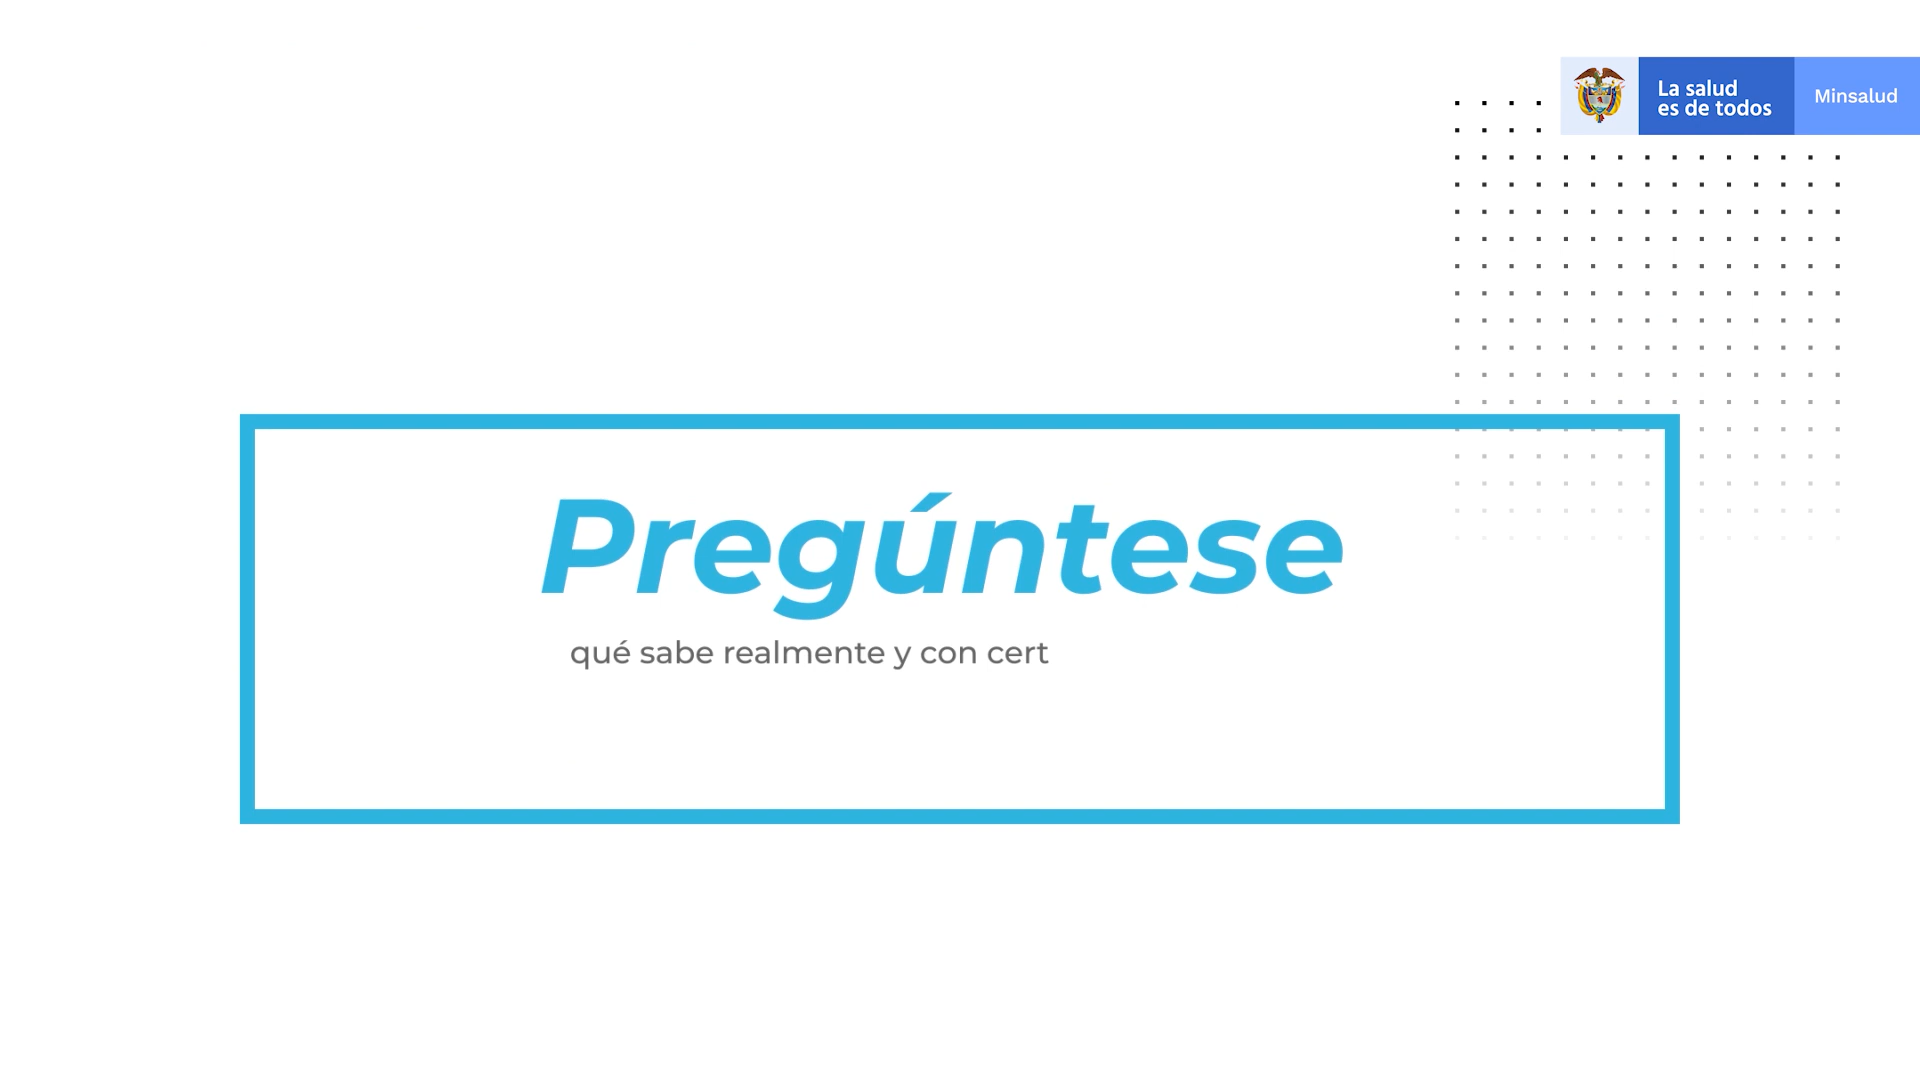 La salud
es de todos
Minsalud
Pregúntese
qué sabe realmente y con cert